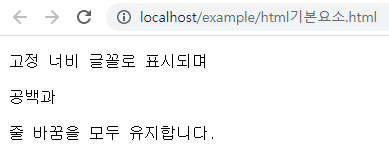 localhost/example/html기본요소.html
고정 너비 글꼴로 표시되며
공백과
줄 바꿈을 모두 유지합니다.